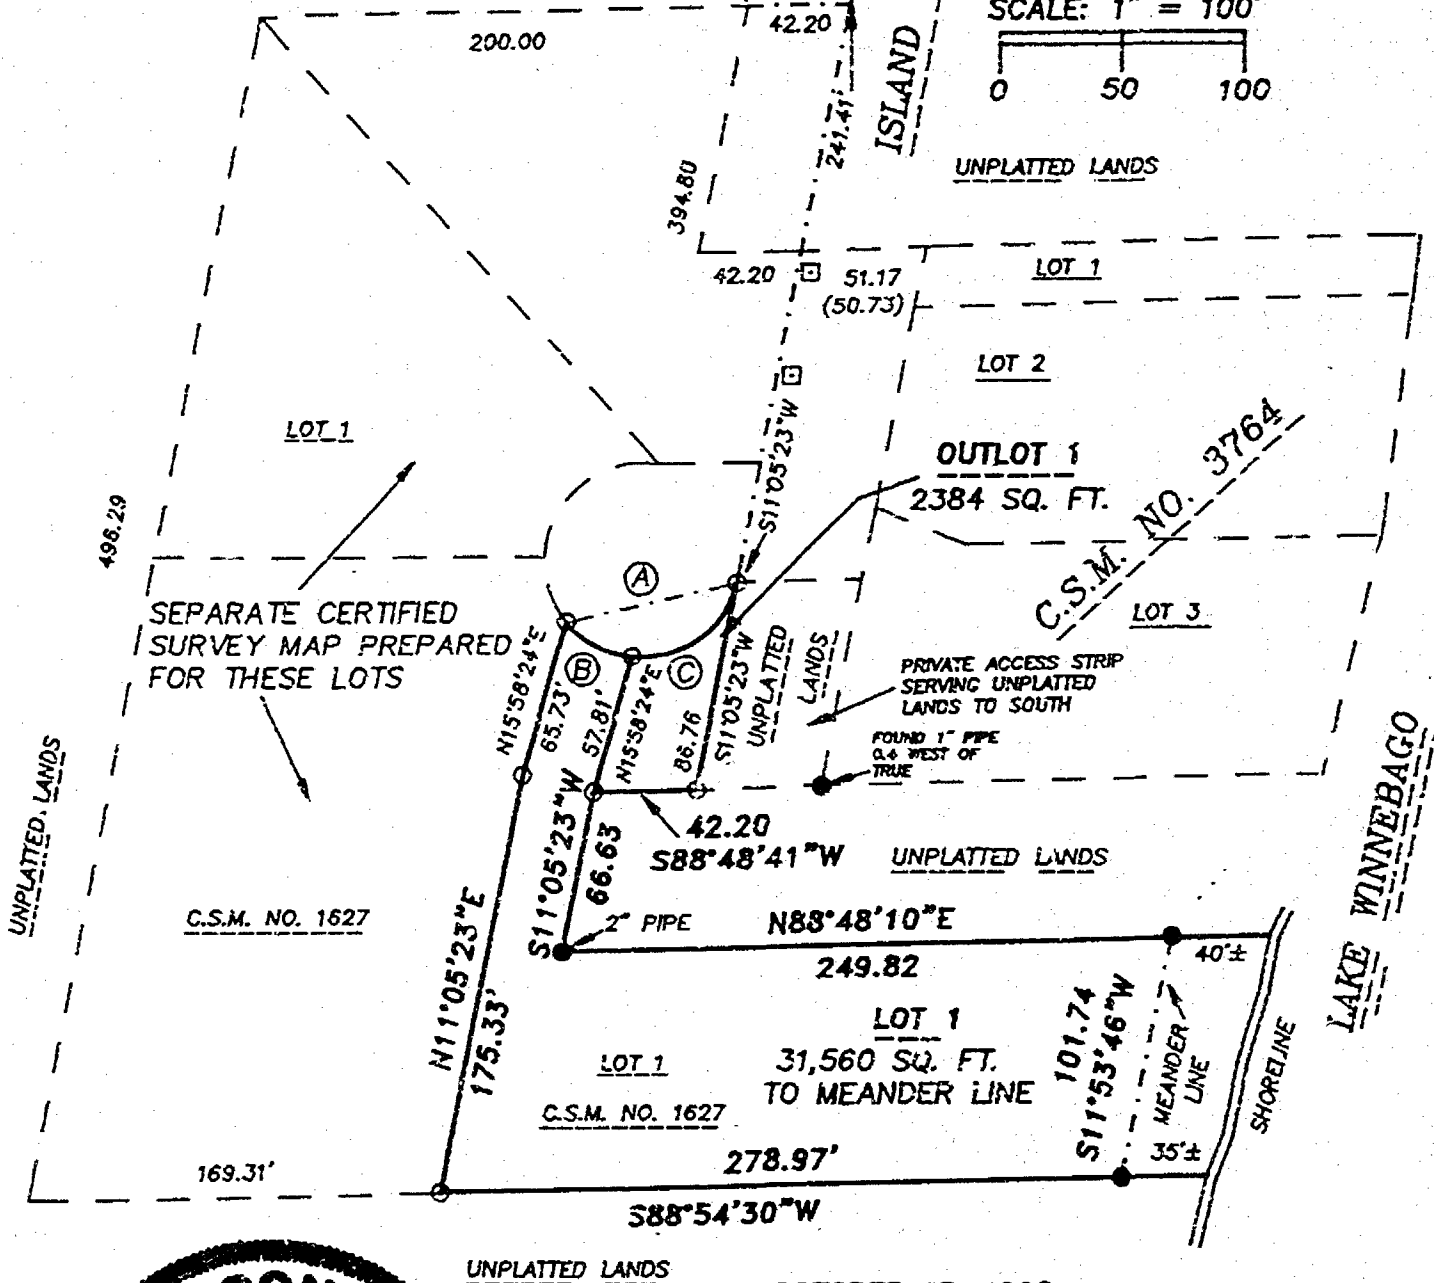 SCALE: 1" = 100'
0 50 100
200.00
42.20
ISLAND
241.41'
394.80
UNPLATTED LANDS
42.20
51.17
(50.73)
LOT 1
LOT 2
S11°05'23"W
OUTLOT 1
2384 SQ. FT.
C.S.M. NO. 3764
LOT 1
496.29
SEPARATE CERTIFIED
SURVEY MAP PREPARED
FOR THESE LOTS
A
LOT 3
B
C
N15°58'24"E
65.73'
57.81'
N15°58'24"E
86.76
S11°05'23"W
UNPLATTED
LANDS
PRIVATE ACCESS STRIP
SERVING UNPLATTED
LANDS TO SOUTH
FOUND 1" PIPE
0.4 WEST OF
TRUE
UNPLATTED LANDS
S11°05'23"W
66.63
42.20
S88°48'41"W
UNPLATTED LANDS
LAKE WINNEBAGO
C.S.M. NO. 1627
2" PIPE
N88°48'10"E
249.82
40'±
N11°05'23"E
175.33'
LOT 1
31,560 SQ. FT.
TO MEANDER LINE
LOT 1
C.S.M. NO. 1627
101.74
S11°53'46"W
MEANDER
LINE
SHORELINE
35'±
169.31'
278.97'
S88°54'30"W
UNPLATTED LANDS